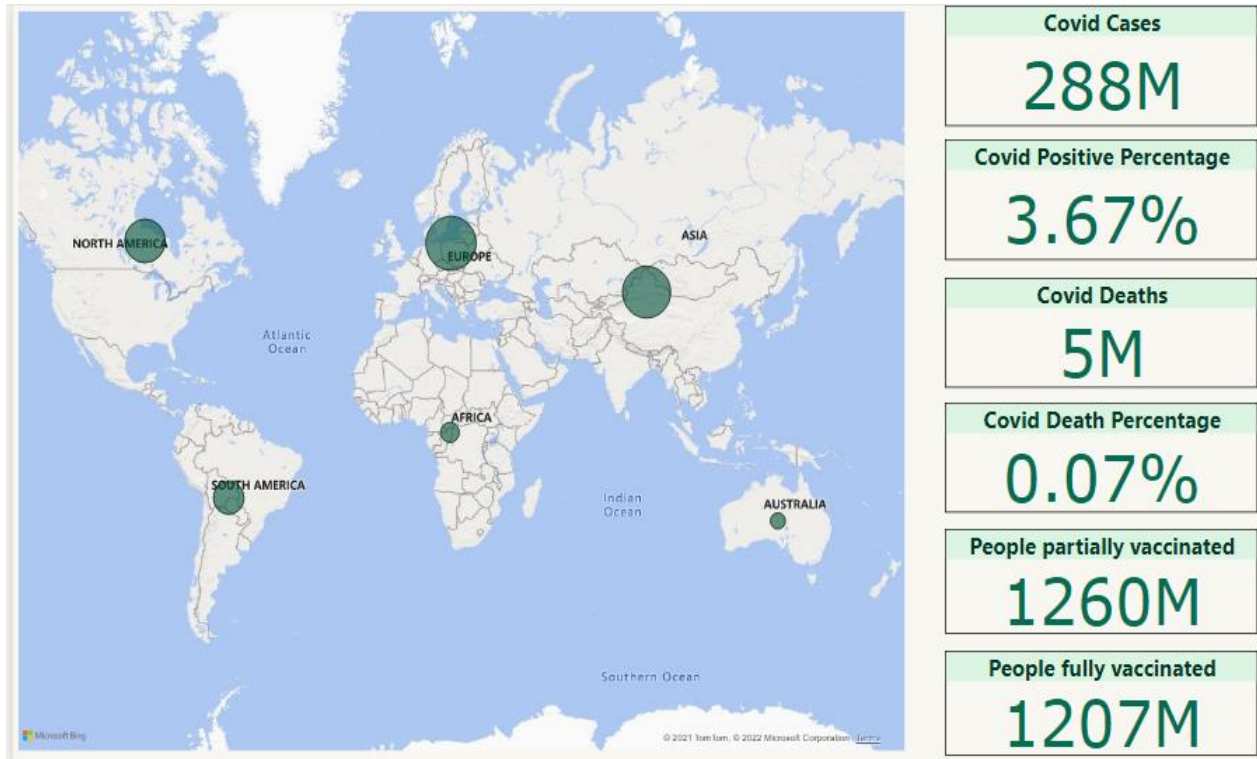 Covid Cases
288M
Covid Positive Percentage
3.67%
Covid Deaths
5M
Covid Death Percentage
0.07%
People partially vaccinated
1260M
People fully vaccinated
1207M
NORTH AMERICA
EUROPE
ASIA
Atlantic
Ocean
AFRICA
SOUTH AMERICA
Indian
Ocean
AUSTRALIA
Southern Ocean
Microsoft Bing
© 2021 TomTom, © 2022 Microsoft Corporation Terms